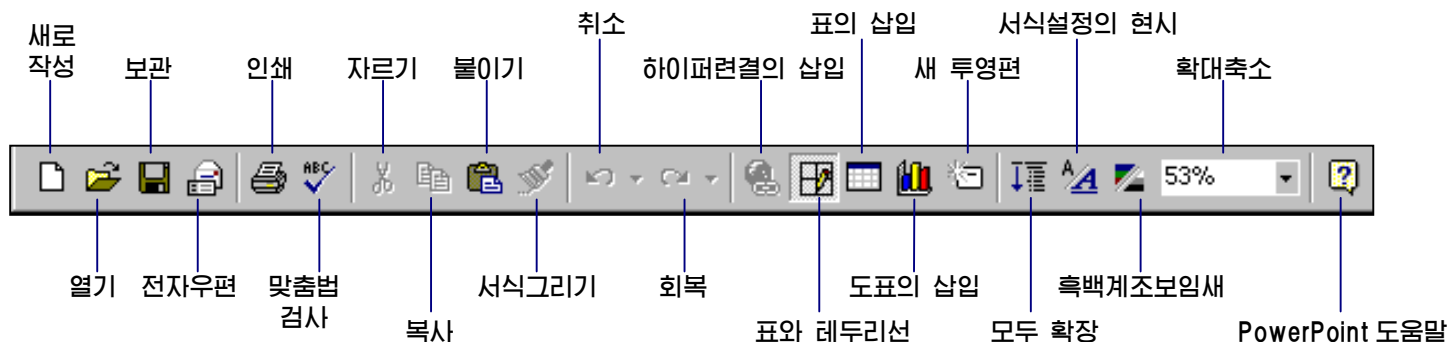 새로
작성
보관
인쇄
자르기
붙이기
취소
하이퍼련결의 삽입
표의 삽입
새 투영편
서식설정의 현시
확대축소
ABC
A
A
53%
?
열기
전자우편
맞춤법
검사
복사
서식그리기
회복
표와 테두리선
도표의 삽입
모두 확장
흑백계조보임새
PowerPoint 도움말